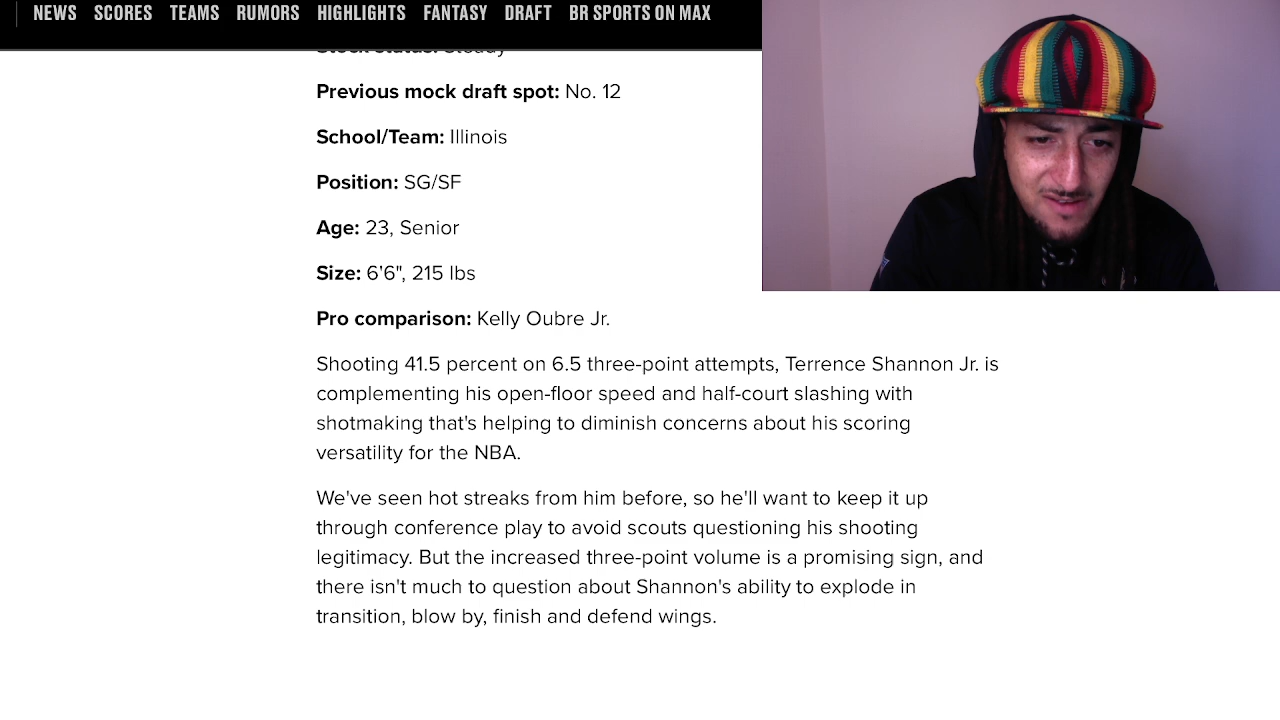 NEWS SCORES TEAMS RUMORS HIGHLIGHTS FANTASY DRAFT BR SPORTS ON MAX
Stock status: Steady
Previous mock draft spot: No. 12
School/Team: Illinois
Position: SG/SF
Age: 23, Senior
Size: 6'6", 215 lbs
Pro comparison: Kelly Oubre Jr.
Shooting 41.5 percent on 6.5 three-point attempts, Terrence Shannon Jr. is
complementing his open-floor speed and half-court slashing with
shotmaking that's helping to diminish concerns about his scoring
versatility for the NBA.
We've seen hot streaks from him before, so he'll want to keep it up
through conference play to avoid scouts questioning his shooting
legitimacy. But the increased three-point volume is a promising sign, and
there isn't much to question about Shannon's ability to explode in
transition, blow by, finish and defend wings.